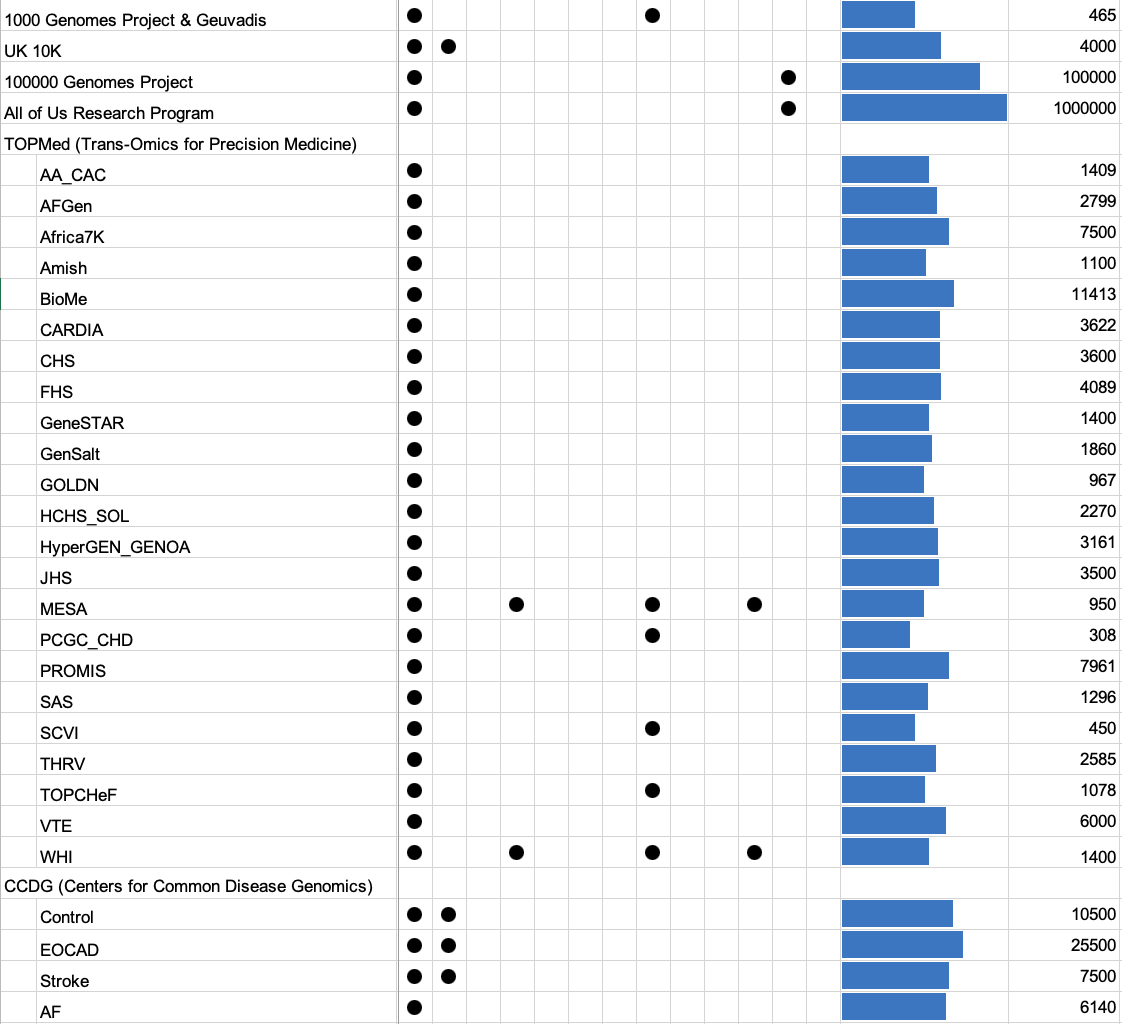 1000 Genomes Project & Geuvadis 465
UK 10K 4000
100000 Genomes Project 100000
All of Us Research Program 1000000
TOPMed (Trans-Omics for Precision Medicine)
AA_CAC 1409
AFGen 2799
Africa7K 7500
Amish 1100
BioMe 11413
CARDIA 3622
CHS 3600
FHS 4089
GeneSTAR 1400
GenSalt 1860
GOLDN 967
HCHS_SOL 2270
HyperGEN_GENOA 3161
JHS 3500
MESA 950
PCGC_CHD 308
PROMIS 7961
SAS 1296
SCVI 450
THRV 2585
TOPCHeF 1078
VTE 6000
WHI 1400
CCDG (Centers for Common Disease Genomics)
Control 10500
EOCAD 25500
Stroke 7500
AF 6140